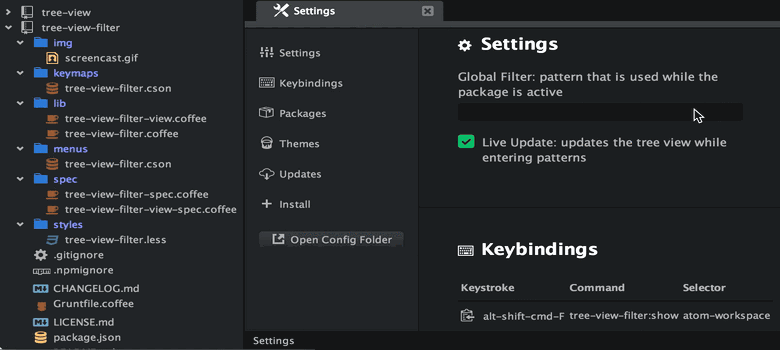 tree-view
tree-view-filter
img
screencast.gif
keymaps
tree-view-filter.cson
lib
tree-view-filter-view.coffee
tree-view-filter.coffee
menus
tree-view-filter.cson
spec
tree-view-filter-spec.coffee
tree-view-filter-view-spec.coffee
styles
tree-view-filter.less
.gitignore
.npmignore
CHANGELOG.md
Gruntfile.coffee
LICENSE.md
package.json
Settings
Settings
Keybindings
Packages
Themes
Updates
Install
Open Config Folder
Settings
Global Filter: pattern that is used while the
package is active
Live Update: updates the tree view while
entering patterns
Keybindings
Keystroke Command Selector
alt-shift-cmd-F tree-view-filter:show atom-workspace
Settings